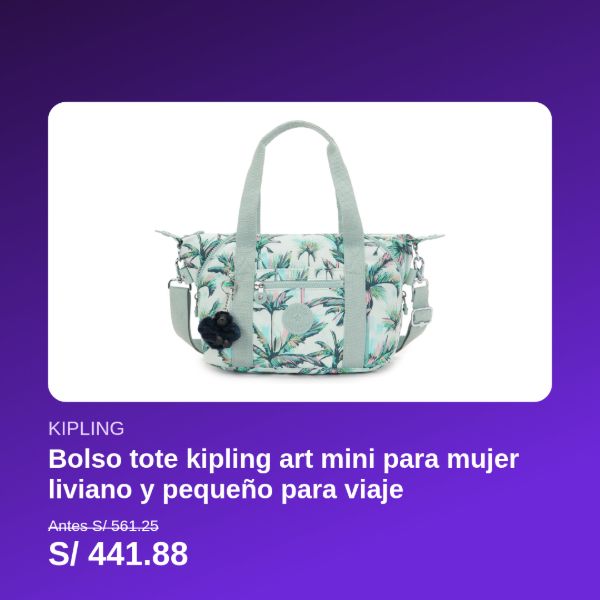 KIPLING
Bolso tote kipling art mini para mujer
liviano y pequeño para viaje
Antes S/ 561.25
S/ 441.88